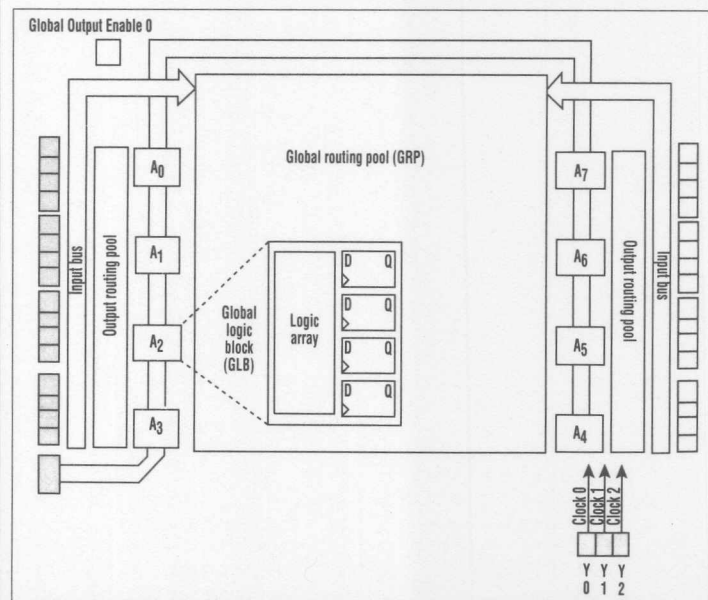 Global Output Enable 0
Global routing pool (GRP)
A0
A7
A1
A6
Input bus
Output routing pool
Output routing pool
Input bus
D Q
D Q
D Q
D Q
Global
logic
block
(GLB)
Logic
array
A2
A5
A3
A4
Clock 0
Clock 1
Clock 2
Y
0
Y
1
Y
2